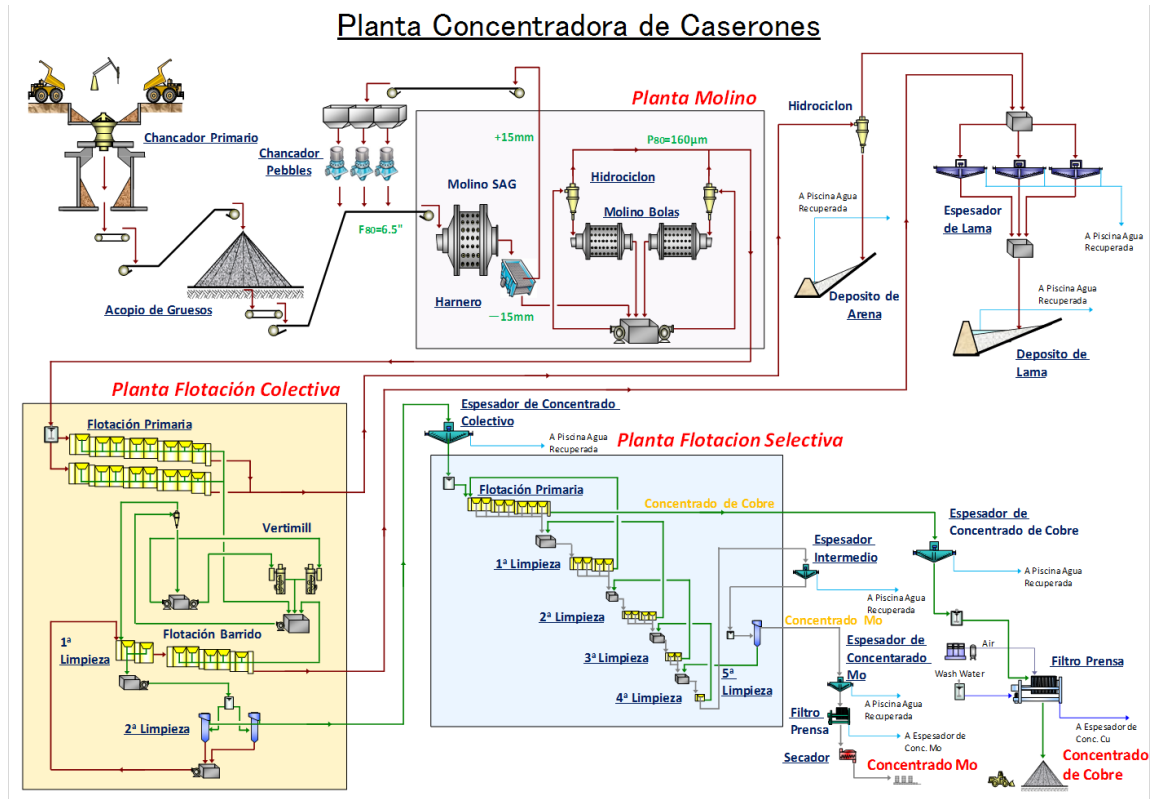 Planta Concentradora de Caserones
Chancador Primario
Acopio de Gruesos
Chancador
Pebbles
+15mm
F80=6.5"
Planta Molino
P80=160µm
Molino SAG
Hidrociclon
Molino Bolas
Harnero
—15mm
Hidrociclon
A Piscina Agua
Recuperada
Deposito de
Arena
Espesador
de Lama
A Piscina Agua
Recuperada
A Piscina Agua
Recuperada
Deposito de
Lama
Planta Flotación Colectiva
Flotación Primaria
Vertimill
Flotación Barrido
1ª
Limpieza
2ª Limpieza
Espesador de Concentrado
Colectivo
A Piscina Agua
Recuperada
Planta Flotacion Selectiva
Flotación Primaria
Concentrado de Cobre
1ª Limpieza
2ª Limpieza
3ª Limpieza
4ª Limpieza
5ª
Limpieza
Espesador
Intermedio
A Piscina Agua
Recuperada
Concentrado Mo
Espesador de
Concentarado
Mo
A Piscina Agua
Recuperada
Filtro
Prensa
A Espesador de
Conc. Mo
Secador
Concentrado Mo
Espesador de
Concentrado de Cobre
A Piscina Agua
Recuperada
Air
Wash Water
Filtro Prensa
A Espesador de
Conc. Cu
Concentrado
de Cobre